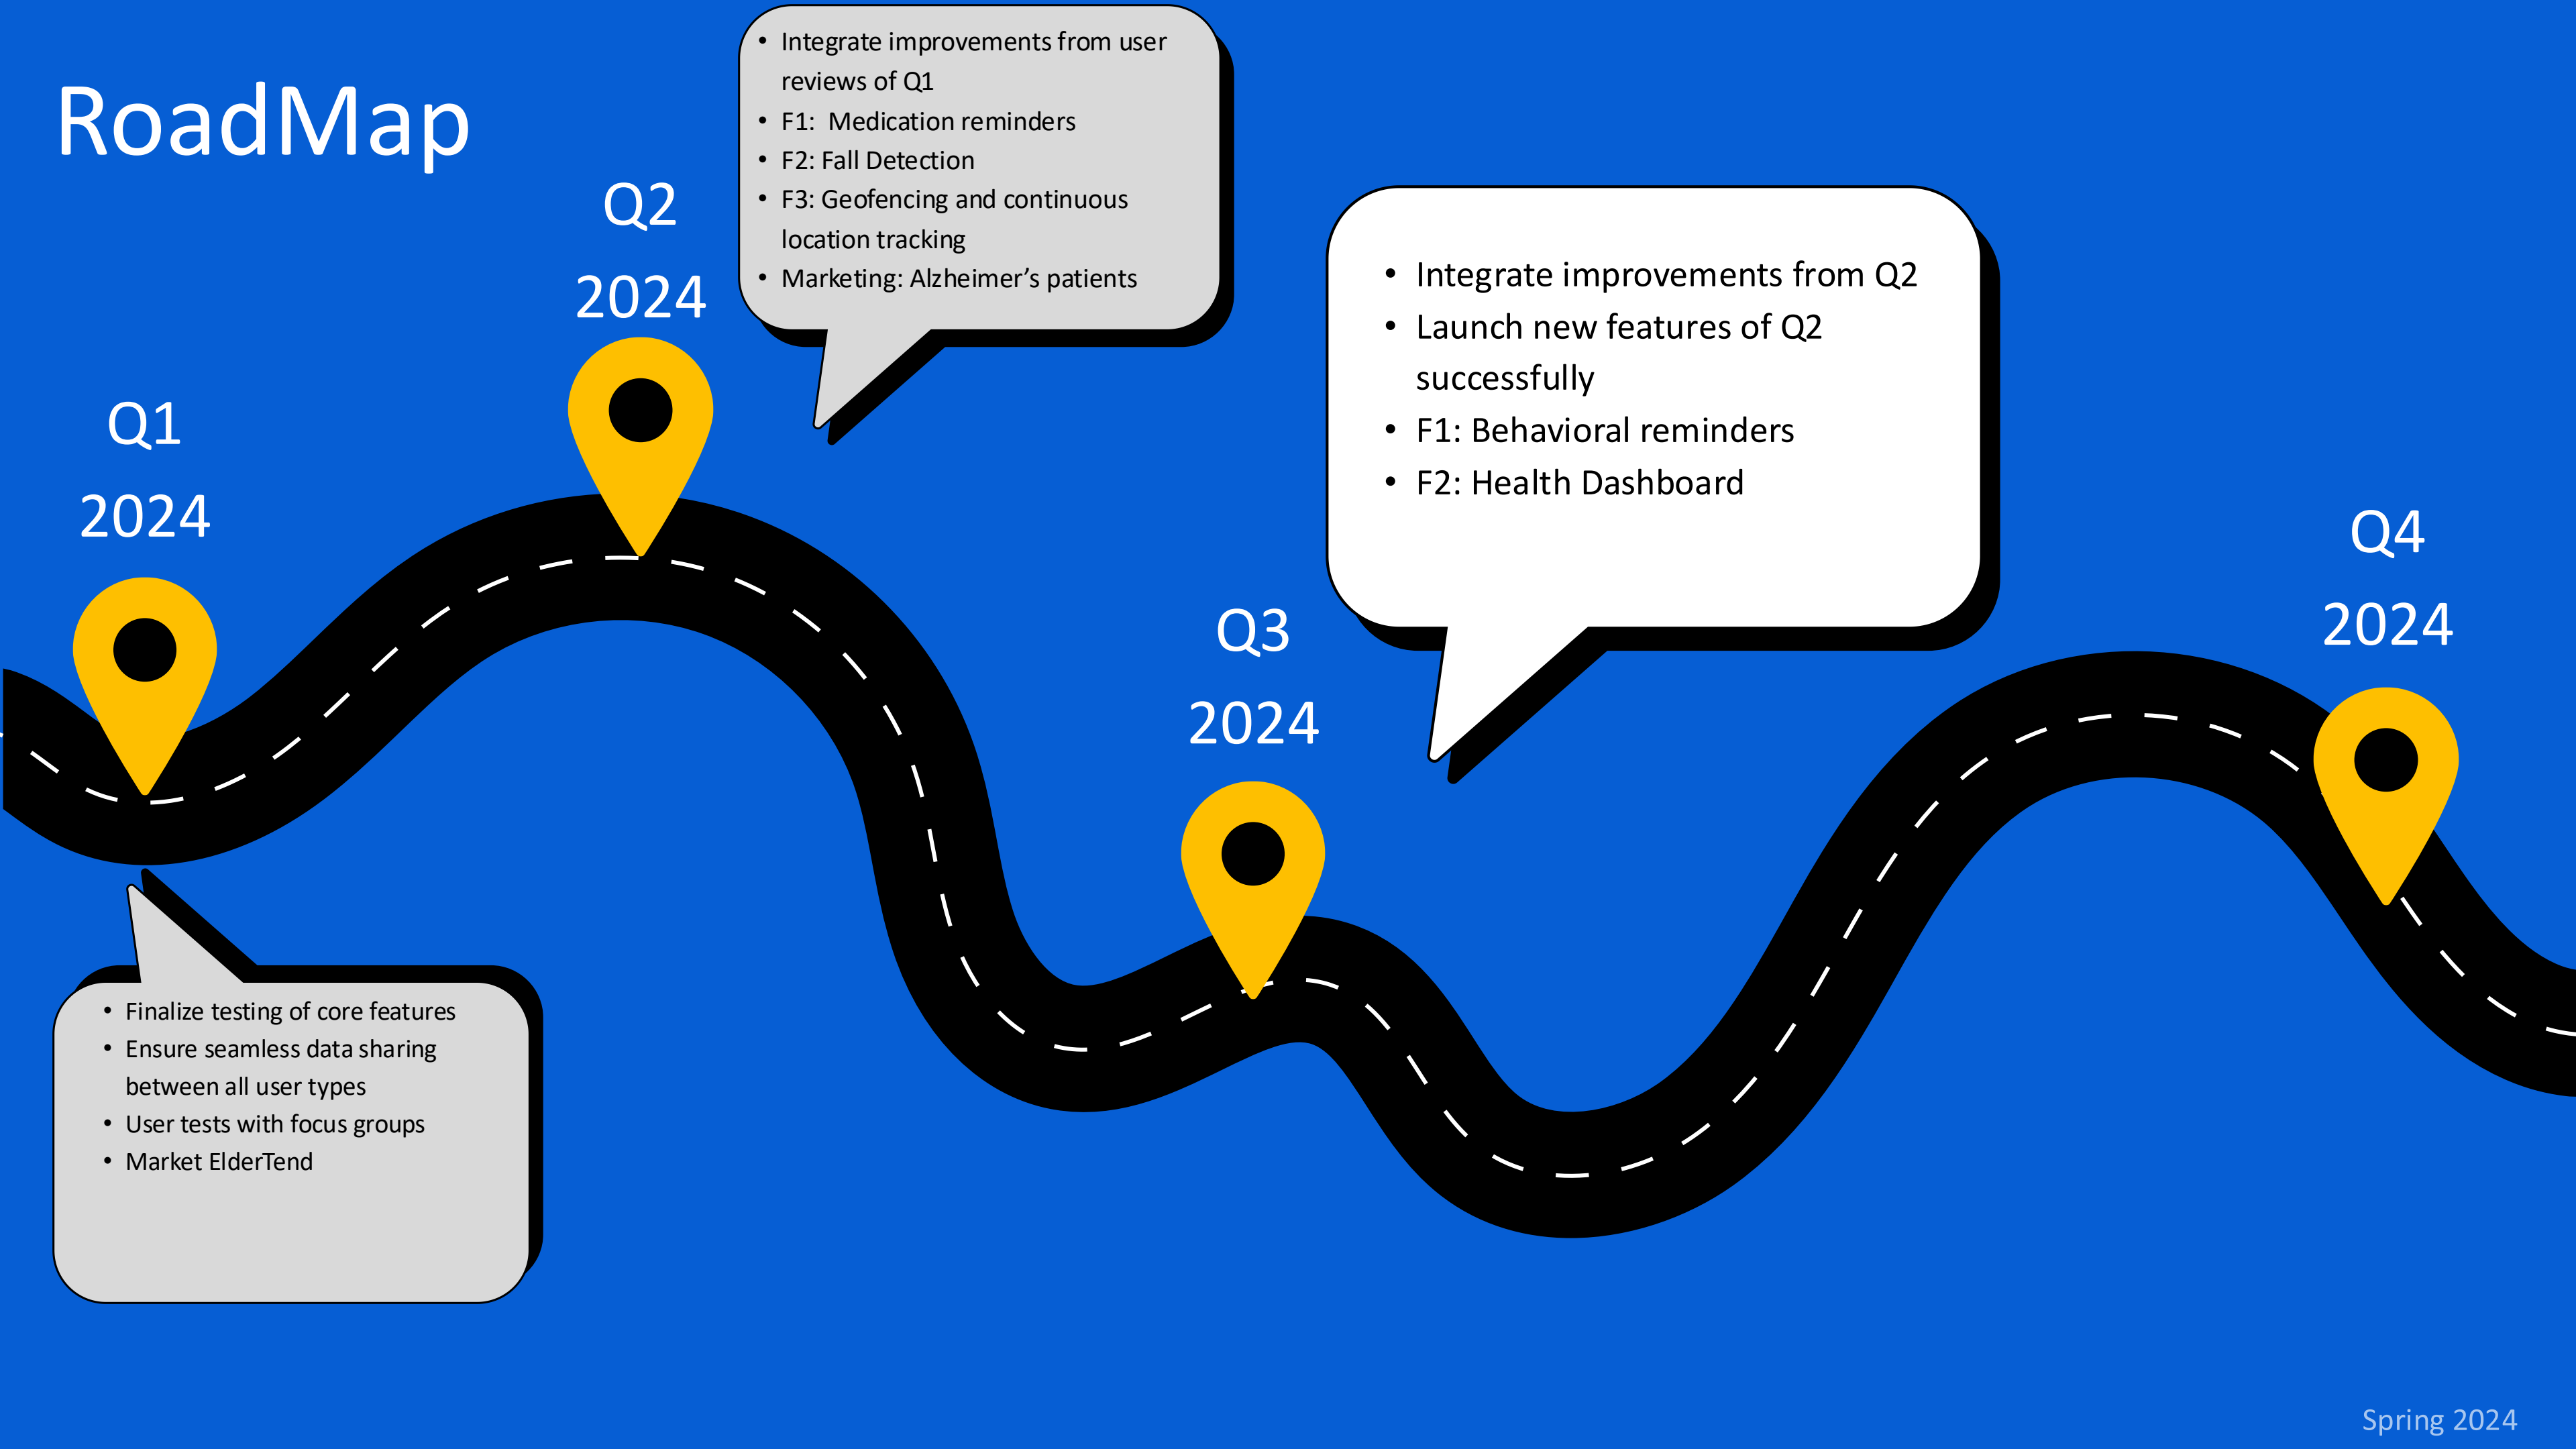 RoadMap
Q1
2024
• Finalize testing of core features
• Ensure seamless data sharing
between all user types
• User tests with focus groups
• Market ElderTend
Q2
2024
• Integrate improvements from user
reviews of Q1
• F1:  Medication reminders
• F2: Fall Detection
• F3: Geofencing and continuous
location tracking
• Marketing: Alzheimer’s patients
Q3
2024
• Integrate improvements from Q2
• Launch new features of Q2
successfully
• F1: Behavioral reminders
• F2: Health Dashboard
Q4
2024
Spring 2024